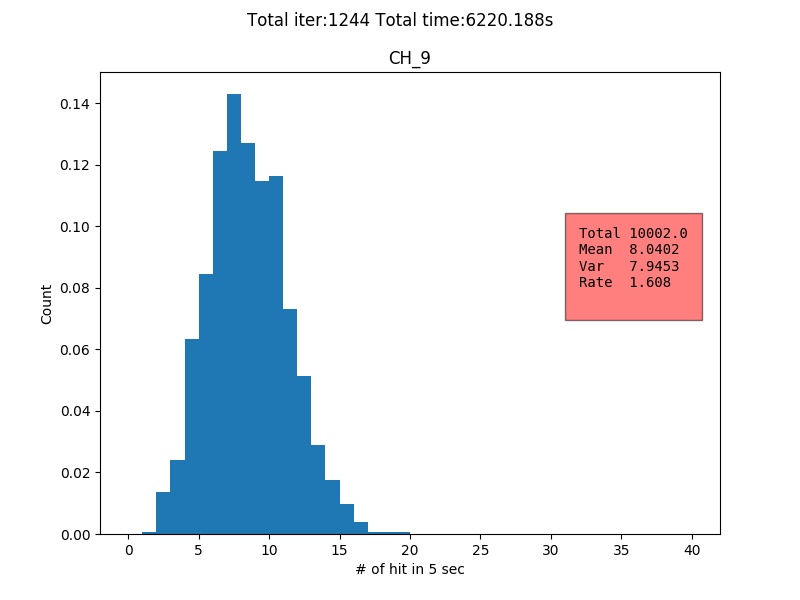 Total iter:1244 Total time:6220.188s
CH_9
0.14
0.12
0.10
0.08
0.06
0.04
0.02
0.00
Count
Total 10002.0
Mean 8.0402
Var 7.9453
Rate 1.608
0 5 10 15 20 25 30 35 40
# of hit in 5 sec